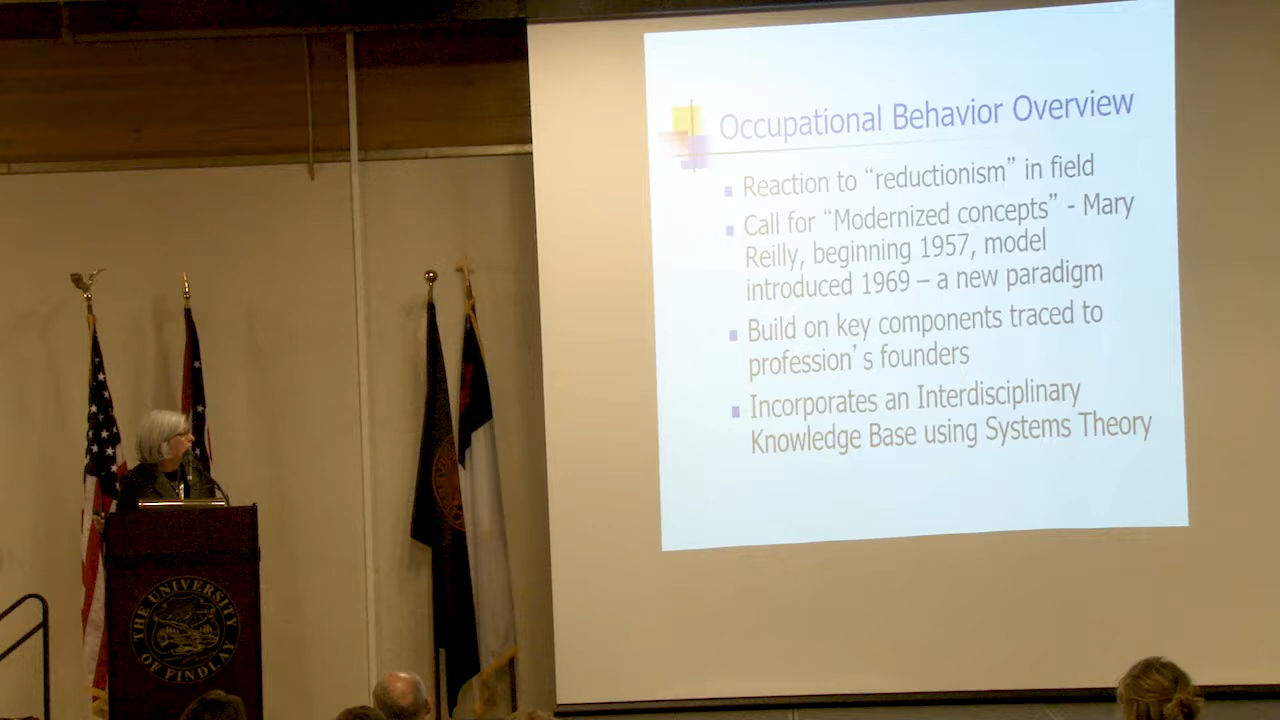 Occupational Behavior Overview
Reaction to “reductionism” in field
Call for “Modernized concepts” - Mary
Reilly, beginning 1957, model
introduced 1969 – a new paradigm
Build on key components traced to
profession’s founders
Incorporates an Interdisciplinary
Knowledge Base using Systems Theory
THE UNIVERSITY
OF FINDLAY